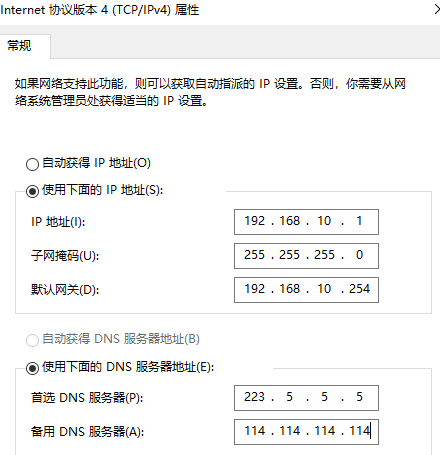 Internet 协议版本 4 (TCP/IPv4) 属性
常规
如果网络支持此功能，则可以获取自动指派的 IP 设置。否则，你需要从网
络系统管理员处获得适当的 IP 设置。
自动获得 IP 地址(O)
使用下面的 IP 地址(S):
IP 地址(I): 192 . 168 . 10 . 1
子网掩码(U): 255 . 255 . 255 . 0
默认网关(D): 192 . 168 . 10 . 254
自动获得 DNS 服务器地址(B)
使用下面的 DNS 服务器地址(E):
首选 DNS 服务器(P): 223 . 5 . 5 . 5
备用 DNS 服务器(A): 114 . 114 . 114 . 114